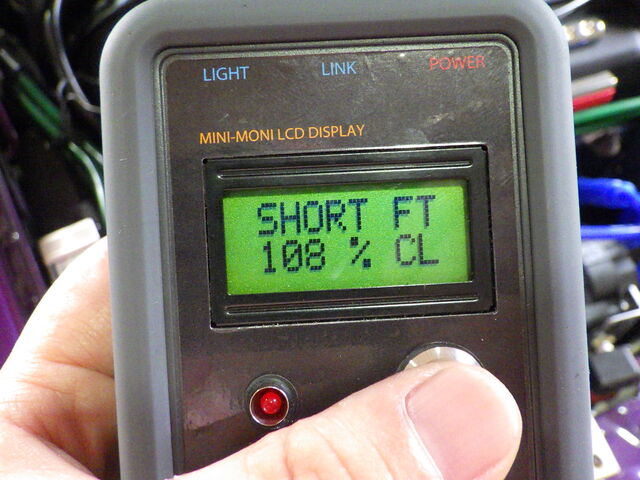 LIGHT LINK POWER
MINI-MONI LCD DISPLAY
SHORT FT
108 % CL